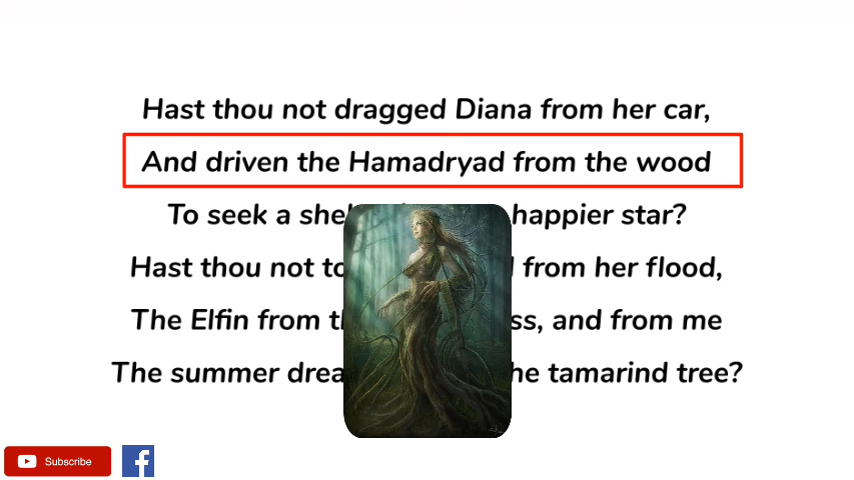 Hast thou not dragged Diana from her car,
And driven the Hamadryad from the wood
To seek a happier star?
Hast thou not from her flood,
The Elfin from and from me
The summer tamarind tree?
Subscribe